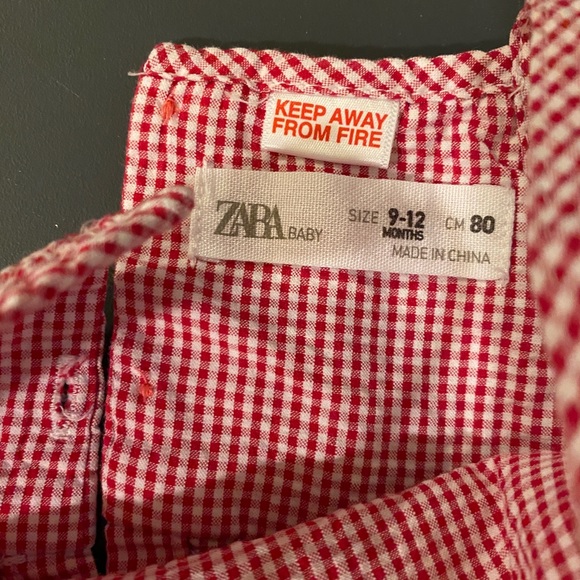 KEEP AWAY
FROM FIRE
ZARA BABY SIZE 9-12 MONTHS CM 80
MADE IN CHINA